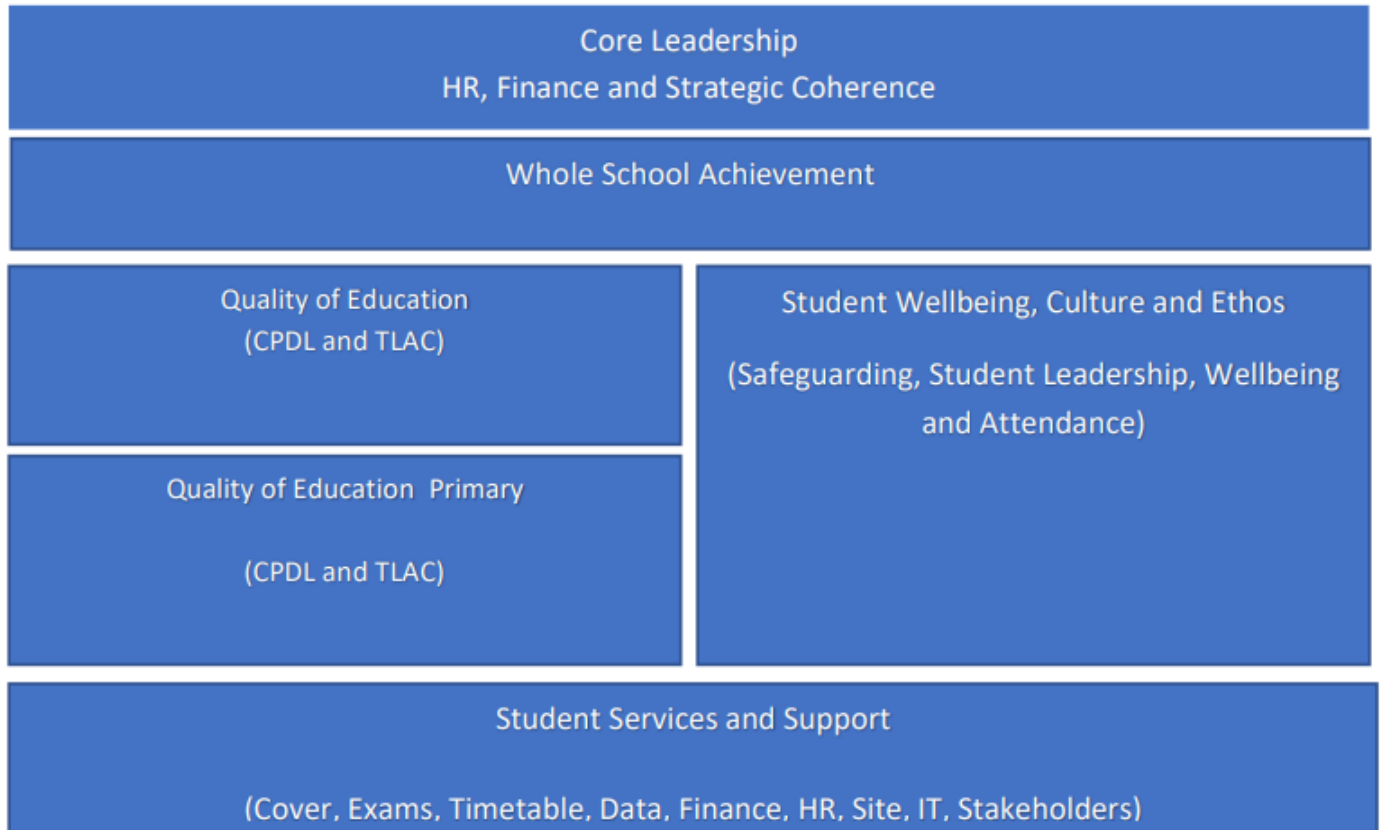 Core Leadership
HR, Finance and Strategic Coherence
Whole School Achievement
Quality of Education
(CPDL and TLAC)
Student Wellbeing, Culture and Ethos
(Safeguarding, Student Leadership, Wellbeing
and Attendance)
Quality of Education  Primary
(CPDL and TLAC)
Student Services and Support
(Cover, Exams, Timetable, Data, Finance, HR, Site, IT, Stakeholders)